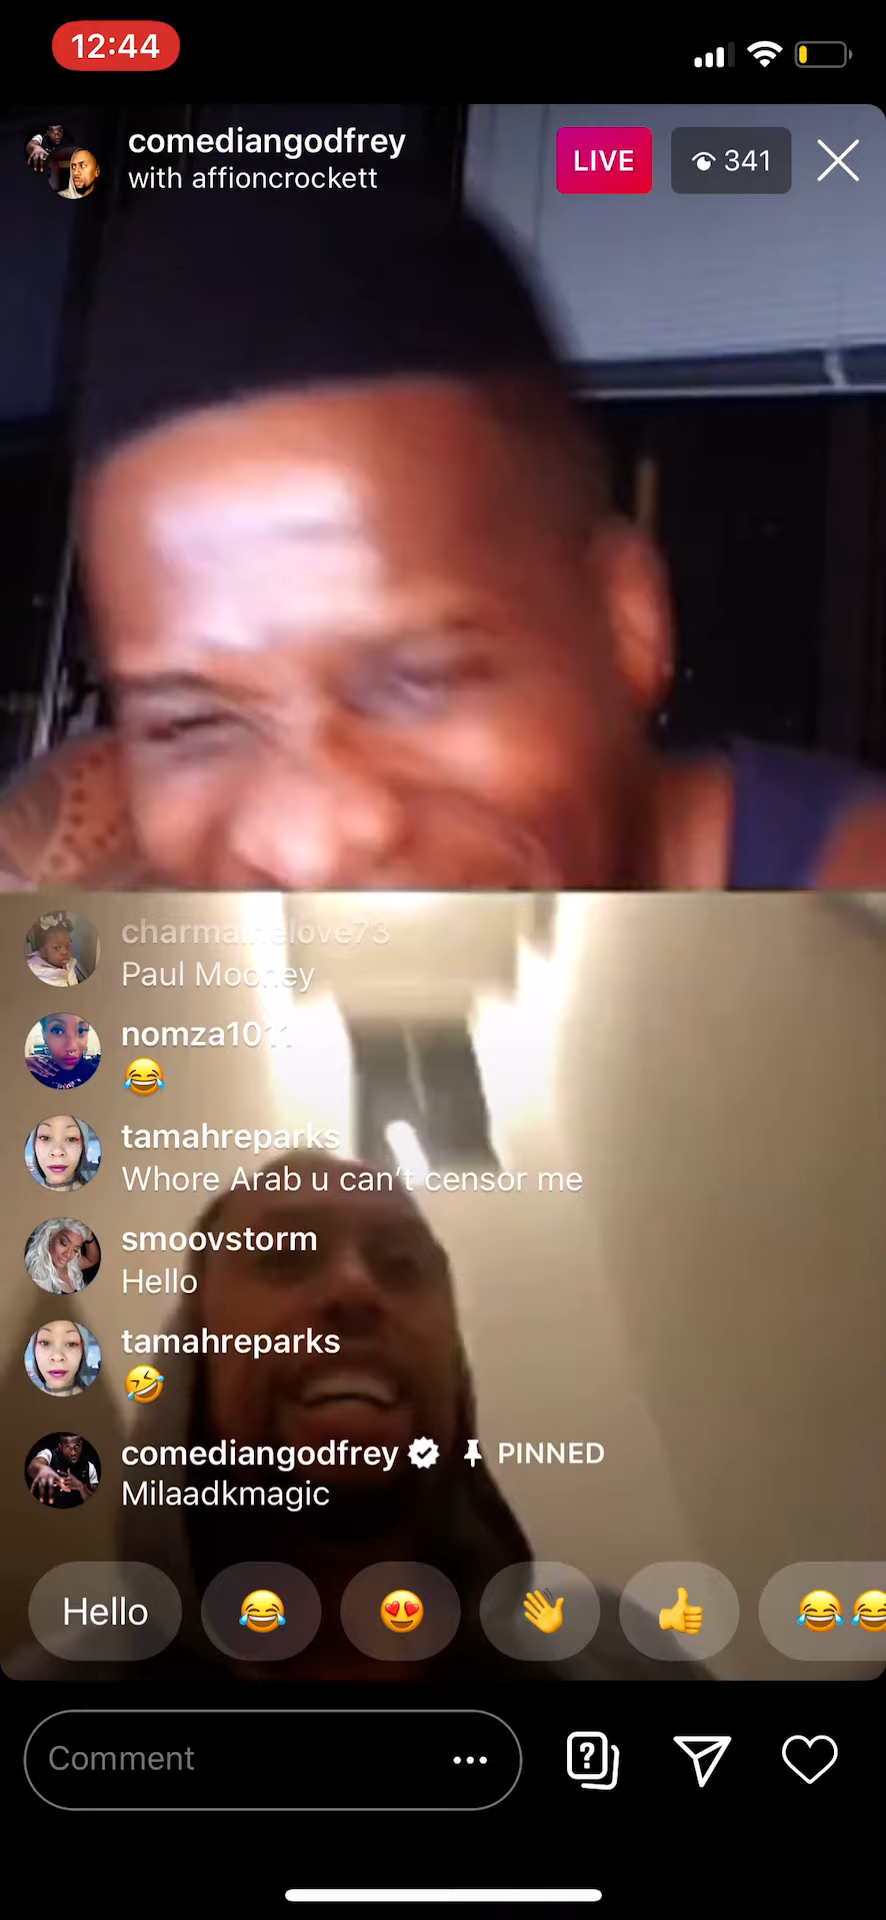 12:44
comediangodfrey
with affioncrockett
LIVE
341
charmainelove73
Paul Mooney
nomza1011
😂
tamahreparks
Whore Arab u can't censor me
smoovstorm
Hello
tamahreparks
🤣
comediangodfrey PINNED
Milaadkmagic
Hello 😂 😍 👋 👍 😂 😂
Comment